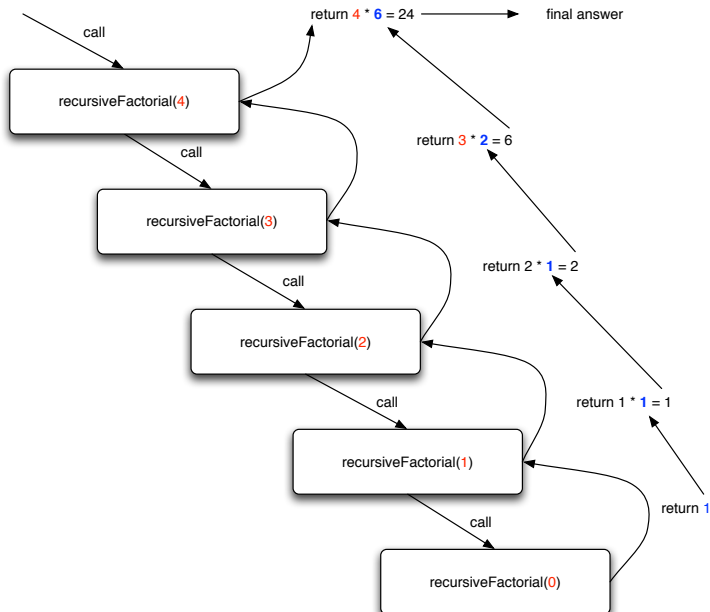 return 4 * 6 = 24
final answer
call
recursiveFactorial(4)
return 3 * 2 = 6
call
recursiveFactorial(3)
return 2 * 1 = 2
call
recursiveFactorial(2)
call
return 1 * 1 = 1
recursiveFactorial(1)
return 1
call
recursiveFactorial(0)